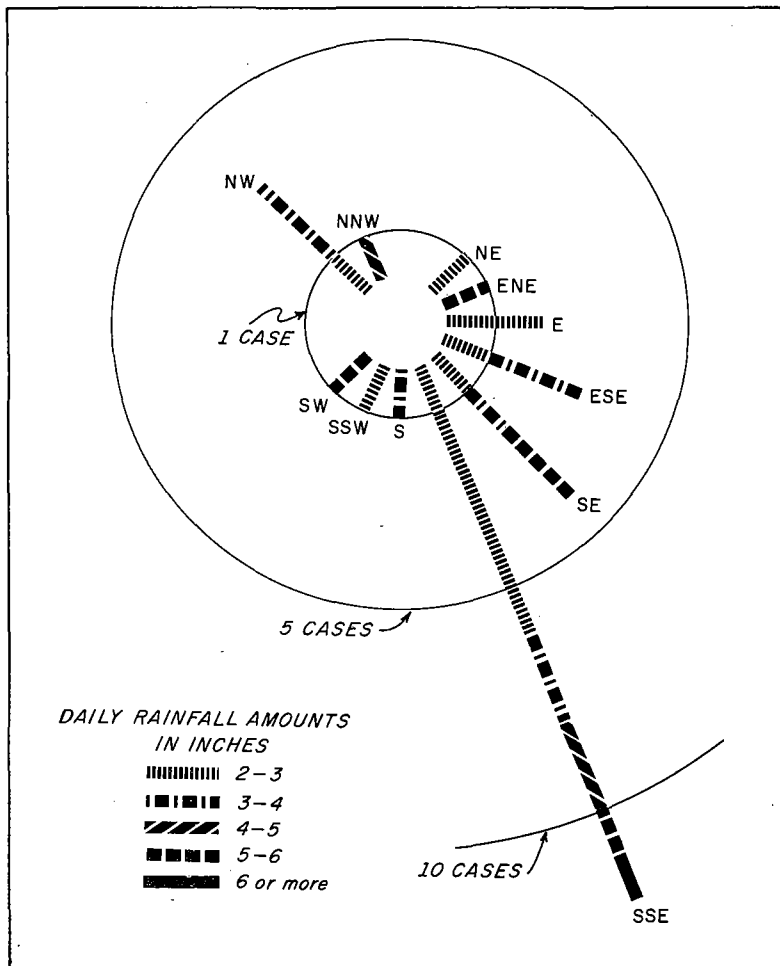 NW
NNW
NE
ENE
1 CASE
E
ESE
SW
SSW
S
SE
5 CASES
DAILY RAINFALL AMOUNTS
IN INCHES
2-3
3-4
4-5
5-6
6 or more
10 CASES
SSE